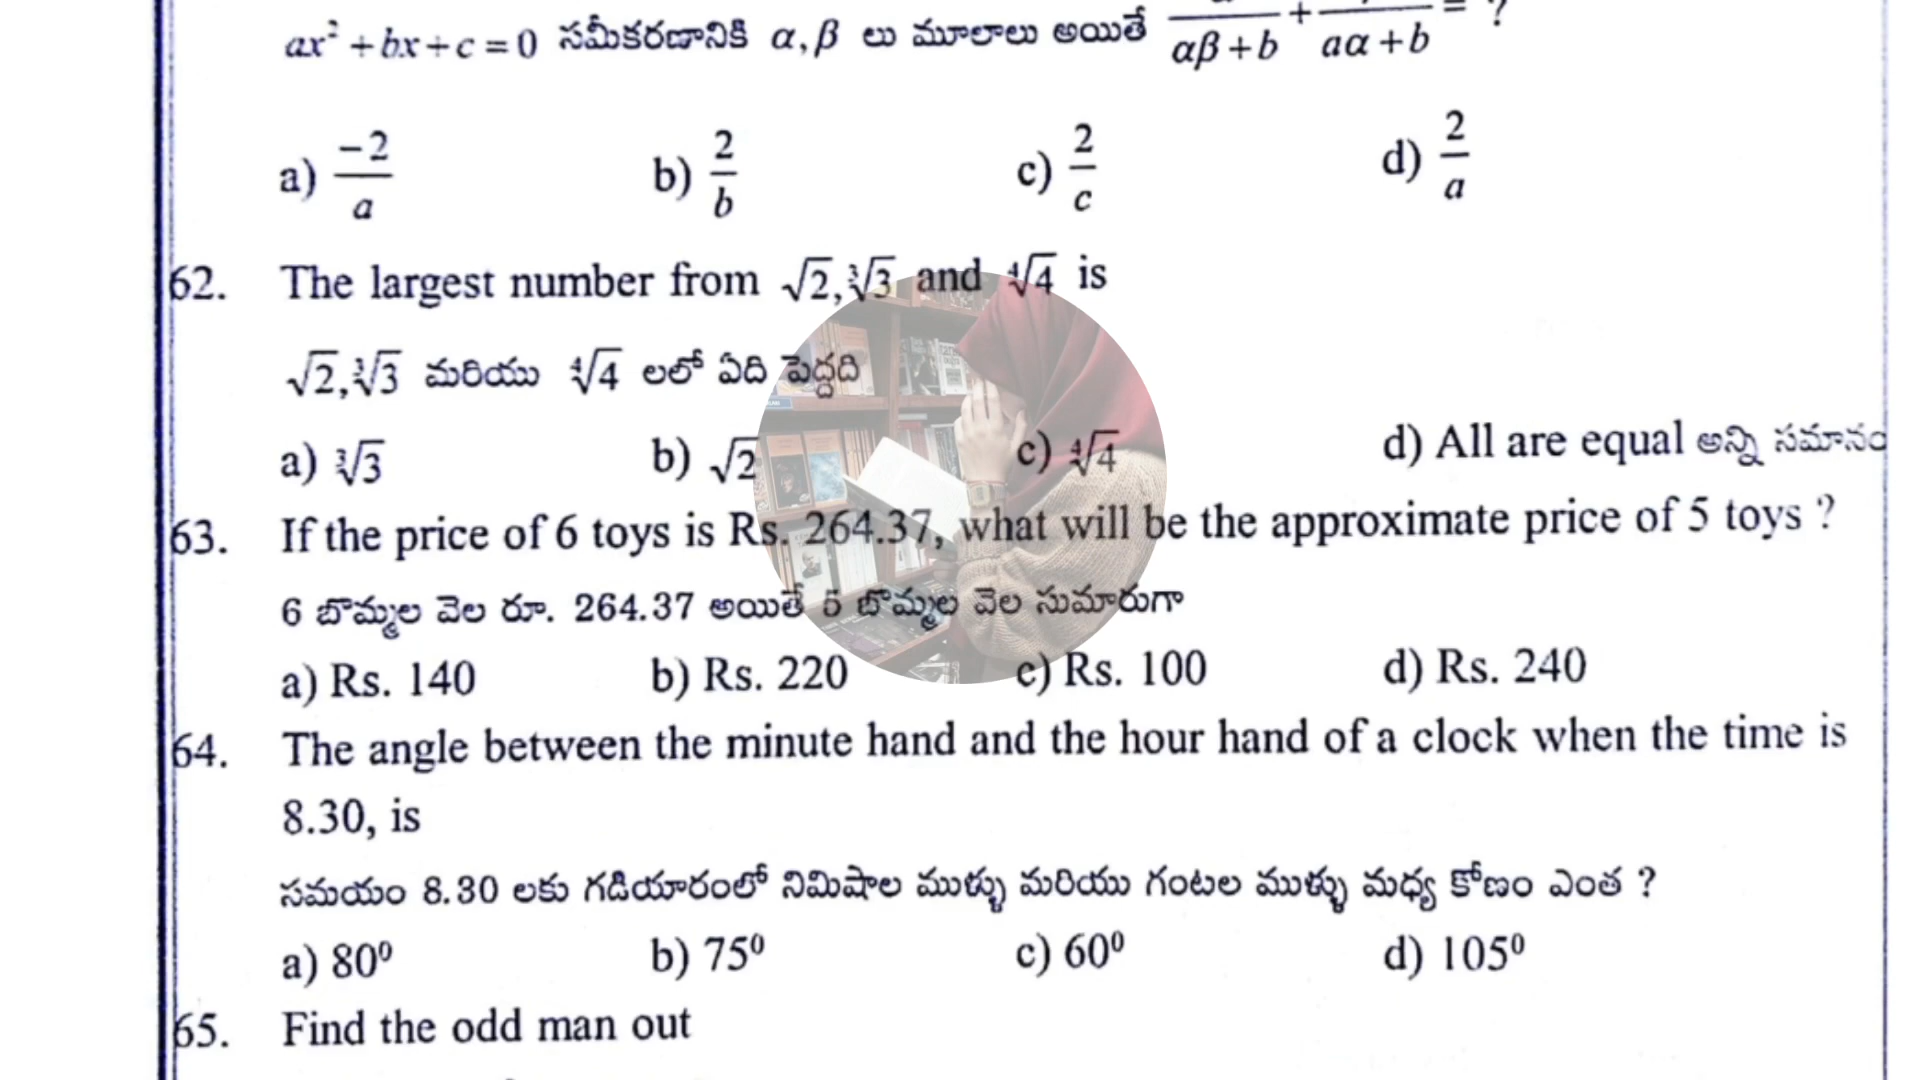 ax² + bx + c = 0 సమీకరణానికి α, β లు మూలాలు అయితే /(αβ + b) + /(aα + b) = ?
a) -2/a b) 2/b c) 2/c d) 2/a
62. The largest number from √2, ∛3 and ∜4 is
√2, ∛3 మరియు ∜4 లలో ఏది పెద్దది
a) ∛3 b) √2 c) ∜4 d) All are equal అన్ని సమానం
63. If the price of 6 toys is Rs. 264.37, what will be the approximate price of 5 toys ?
6 బొమ్మల వెల రూ. 264.37 అయితే 5 బొమ్మల వెల సుమారుగా
a) Rs. 140 b) Rs. 220 c) Rs. 100 d) Rs. 240
64. The angle between the minute hand and the hour hand of a clock when the time is
8.30, is
సమయం 8.30 లకు గడియారంలో నిమిషాల ముళ్ళు మరియు గంటల ముళ్ళు మధ్య కోణం ఎంత ?
a) 80⁰ b) 75⁰ c) 60⁰ d) 105⁰
65. Find the odd man out